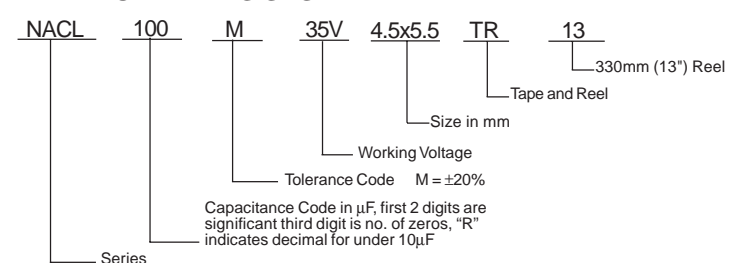 NACL 100 M 35V 4.5x5.5 TR 13
330mm (13") Reel
Tape and Reel
Size in mm
Working Voltage
Tolerance Code M = ±20%
Capacitance Code in μF, first 2 digits are
significant third digit is no. of zeros, “R”
indicates decimal for under 10μF
Series